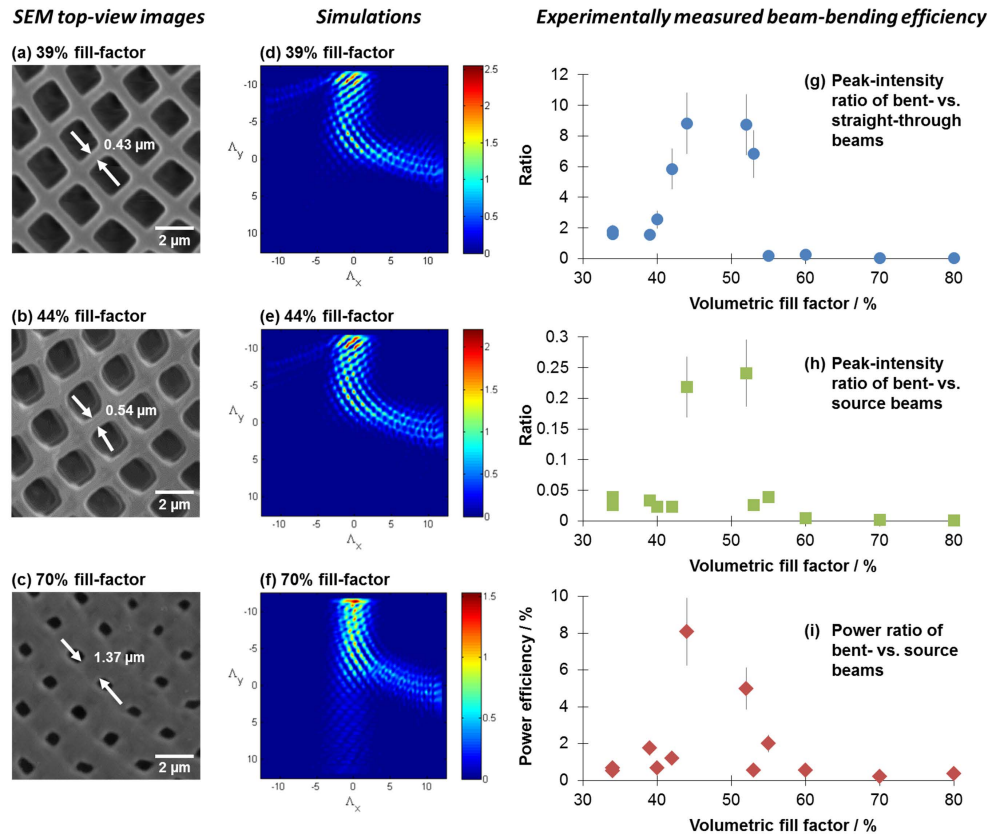 SEM top-view images
Simulations
Experimentally measured beam-bending efficiency
(a) 39% fill-factor
0.43 µm
2 µm
(d) 39% fill-factor
-10
-5
0
5
10
Λy
-10 -5 0 5 10
Λx
2.5
2
1.5
1
0.5
0
(g) Peak-intensity
ratio of bent- vs.
straight-through
beams
12
10
8
6
4
2
0
Ratio
30 40 50 60 70 80
Volumetric fill factor / %
(b) 44% fill-factor
0.54 µm
2 µm
(e) 44% fill-factor
-10
-5
0
5
10
Λy
-10 -5 0 5 10
Λx
2
1.5
1
0.5
0
(h) Peak-intensity
ratio of bent- vs.
source beams
0.3
0.25
0.2
0.15
0.1
0.05
0
Ratio
30 40 50 60 70 80
Volumetric fill factor / %
(c) 70% fill-factor
1.37 µm
2 µm
(f) 70% fill-factor
-10
-5
0
5
10
Λy
-10 -5 0 5 10
Λx
1.5
1
0.5
0
(i) Power ratio of
bent- vs. source
beams
10
8
6
4
2
0
Power efficiency / %
30 40 50 60 70 80
Volumetric fill factor / %